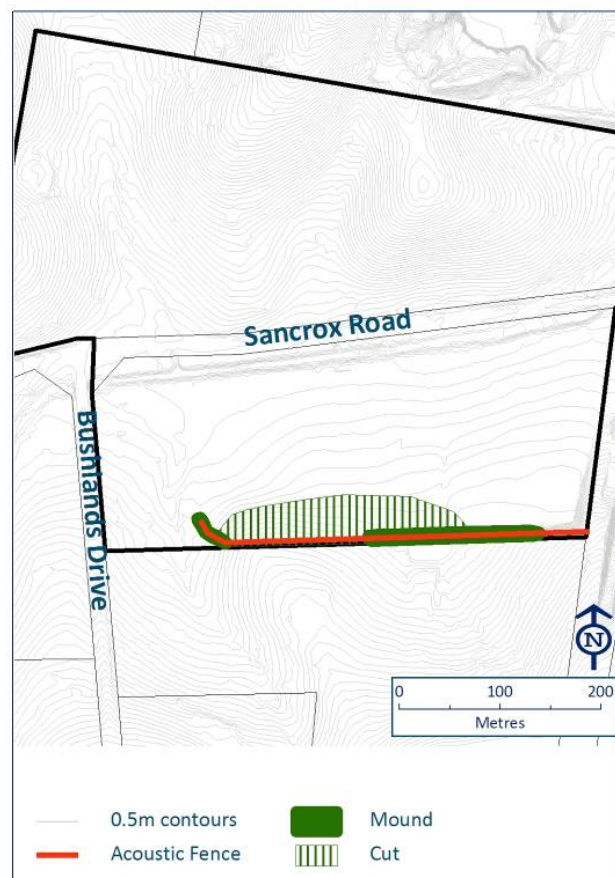 Sancrox Road
Bushlands Drive
N
0 100 200
Metres
0.5m contours
Mound
Acoustic Fence
Cut